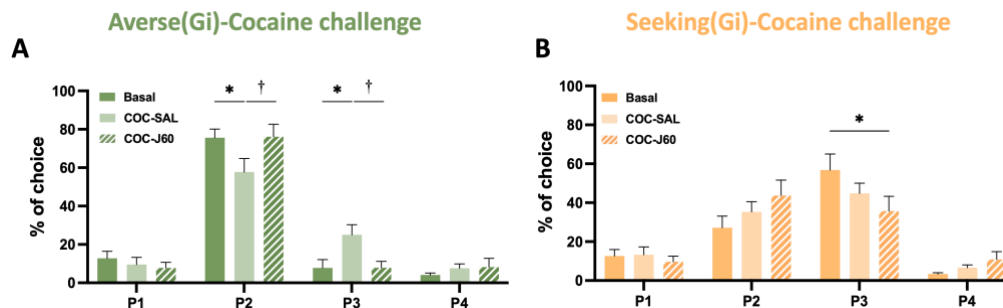 Averse(Gi)-Cocaine challenge
A
* † * †
Basal
COC-SAL
COC-J60
% of choice
100
80
60
40
20
0
P1 P2 P3 P4
Seeking(Gi)-Cocaine challenge
B
*
Basal
COC-SAL
COC-J60
% of choice
100
80
60
40
20
0
P1 P2 P3 P4